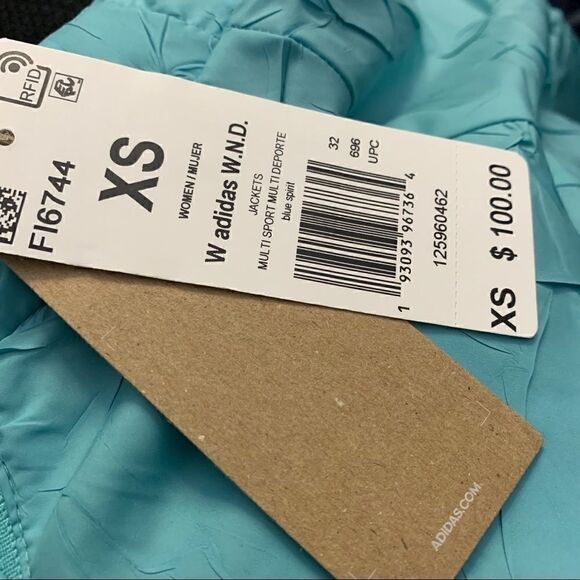 RFID
FI6744
XS
WOMEN / MUJER
W adidas W.N.D.
JACKETS
MULTI SPORT MULTI DEPORTE
blue spirit
32
696
UPC
1 93093 96736 4
125960462
XS $ 100.00
ADIDAS.COM